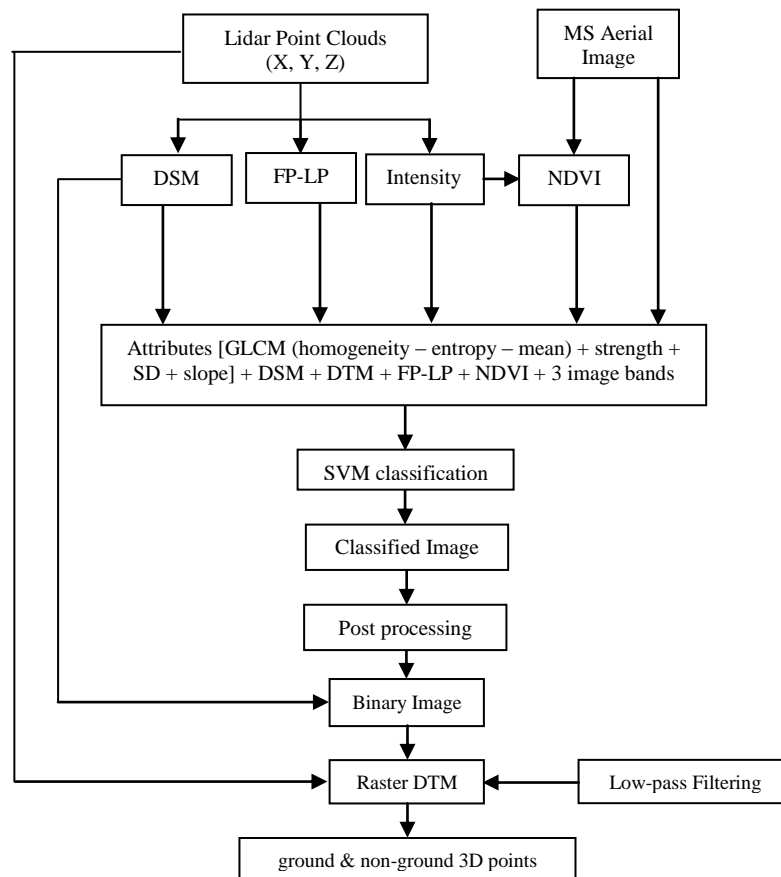 Lidar Point Clouds
(X, Y, Z)
MS Aerial
Image
DSM
FP-LP
Intensity
NDVI
Attributes [GLCM (homogeneity – entropy – mean) + strength +
SD + slope] + DSM + DTM + FP-LP + NDVI + 3 image bands
SVM classification
Classified Image
Post processing
Binary Image
Raster DTM
Low-pass Filtering
ground & non-ground 3D points